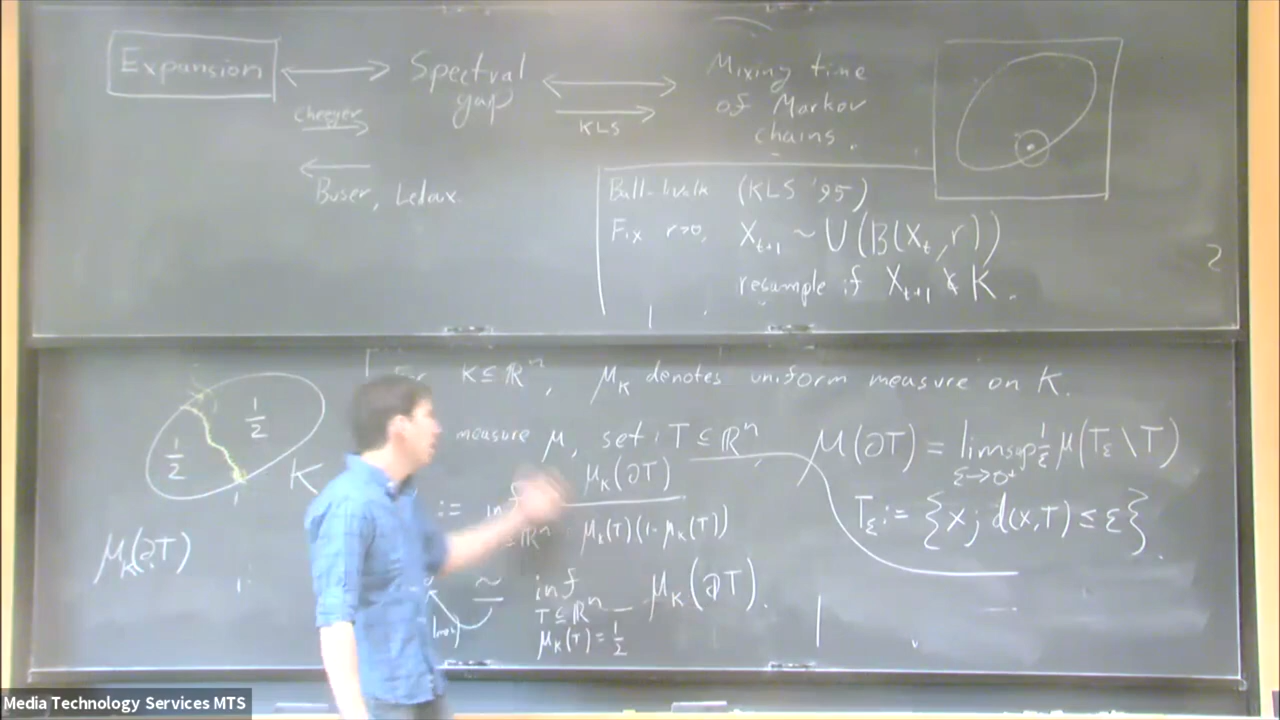 Expansion
Cheeger
Buser, Ledoux.
Spectral
gap
KLS
Mixing time
of Markov
chains.
Ball-walk (KLS '95)
Fix r>0, X_{t+1} ~ U(B(X_t, r))
resample if X_{t+1} ∉ K.
2
K ⊆ ℝ^n, μ_K denotes uniform measure on K.
measure μ, set: T ⊆ ℝ^n
μ(∂T) = limsup_{ε→0^+} 1/ε μ(T_ε \ T)
T_ε := {x; d(x,T) ≤ ε}.
1/2
1/2
K
μ_K(∂T)
:= inf μ_K(∂T) / μ_K(T)(1-μ_K(T))
⊆ℝ^n
≃ inf_{T⊆ℝ^n, μ_K(T)=1/2} μ_K(∂T).
Media Technology Services MTS